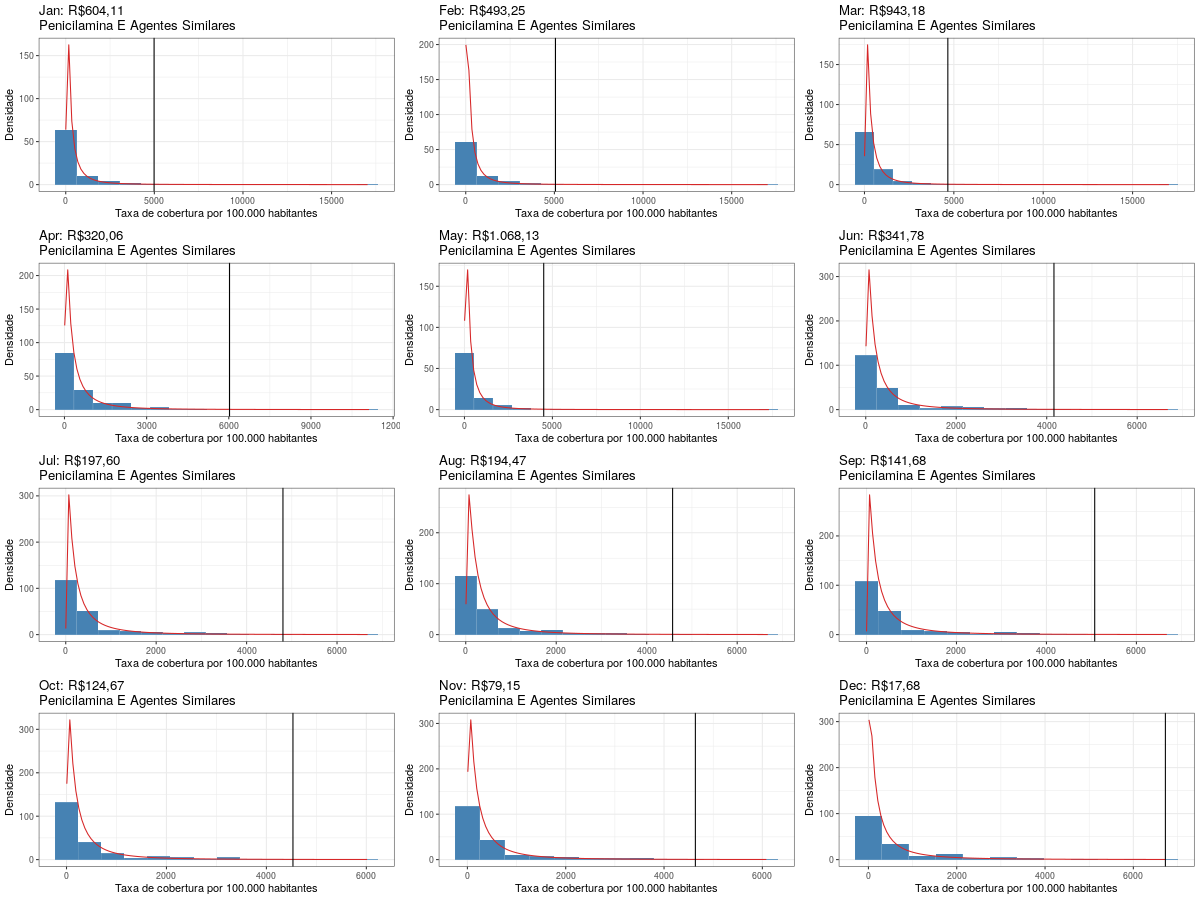 Jan: R$604,11
Penicilamina E Agentes Similares
150
100
50
0
Densidade
0 5000 10000 15000
Taxa de cobertura por 100.000 habitantes
Feb: R$493,25
Penicilamina E Agentes Similares
200
150
100
50
0
Densidade
0 5000 10000 15000
Taxa de cobertura por 100.000 habitantes
Mar: R$943,18
Penicilamina E Agentes Similares
150
100
50
0
Densidade
0 5000 10000 15000
Taxa de cobertura por 100.000 habitantes
Apr: R$320,06
Penicilamina E Agentes Similares
200
150
100
50
0
Densidade
0 3000 6000 9000 1200
Taxa de cobertura por 100.000 habitantes
May: R$1.068,13
Penicilamina E Agentes Similares
150
100
50
0
Densidade
0 5000 10000 15000
Taxa de cobertura por 100.000 habitantes
Jun: R$341,78
Penicilamina E Agentes Similares
300
200
100
0
Densidade
0 2000 4000 6000
Taxa de cobertura por 100.000 habitantes
Jul: R$197,60
Penicilamina E Agentes Similares
300
200
100
0
Densidade
0 2000 4000 6000
Taxa de cobertura por 100.000 habitantes
Aug: R$194,47
Penicilamina E Agentes Similares
200
100
0
Densidade
0 2000 4000 6000
Taxa de cobertura por 100.000 habitantes
Sep: R$141,68
Penicilamina E Agentes Similares
200
100
0
Densidade
0 2000 4000 6000
Taxa de cobertura por 100.000 habitantes
Oct: R$124,67
Penicilamina E Agentes Similares
300
200
100
0
Densidade
0 2000 4000 6000
Taxa de cobertura por 100.000 habitantes
Nov: R$79,15
Penicilamina E Agentes Similares
300
200
100
0
Densidade
0 2000 4000 6000
Taxa de cobertura por 100.000 habitantes
Dec: R$17,68
Penicilamina E Agentes Similares
300
200
100
0
Densidade
0 2000 4000 6000
Taxa de cobertura por 100.000 habitantes